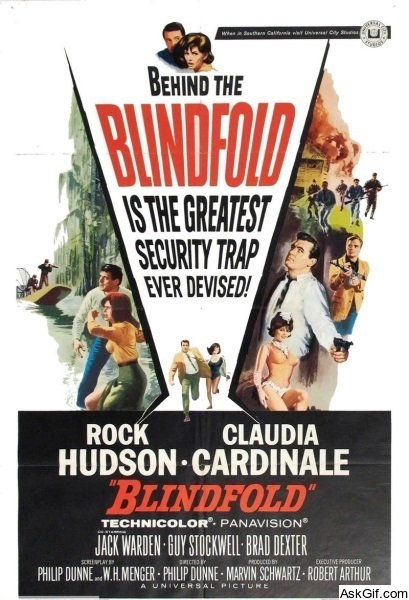 When in Southern California visit Universal City Studios
BEHIND THE
BLINDFOLD
IS THE GREATEST
SECURITY TRAP
EVER DEVISED!
ROCK CLAUDIA
HUDSON · CARDINALE
"BLINDFOLD"
TECHNICOLOR® · PANAVISION®
CO-STARRING
JACK WARDEN · GUY STOCKWELL · BRAD DEXTER
SCREENPLAY BY DIRECTED BY PRODUCED BY EXECUTIVE PRODUCER
PHILIP DUNNE AND W.H. MENGER · PHILIP DUNNE · MARVIN SCHWARTZ · ROBERT ARTHUR
A UNIVERSAL PICTURE
AskGif.com